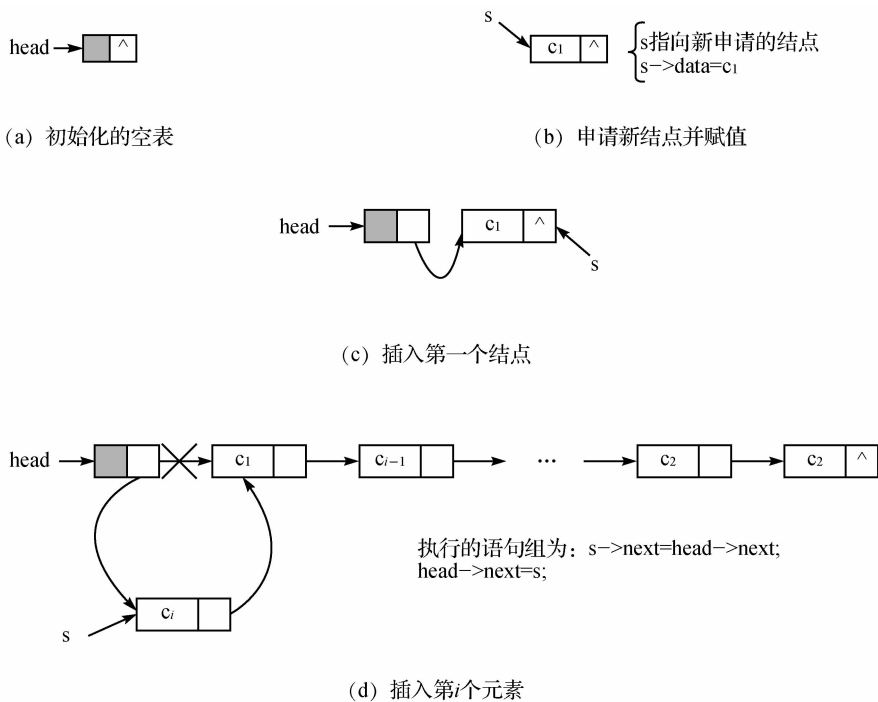 head ^
s
c₁ ^
s指向新申请的结点
s->data=c₁
(a) 初始化的空表
(b) 申请新结点并赋值
head c₁ ^
s
(c) 插入第一个结点
head c₁ cᵢ₋₁ ... c₂ c₂ ^
执行的语句组为：s->next=head->next;
head->next=s;
cᵢ
s
(d) 插入第i个元素